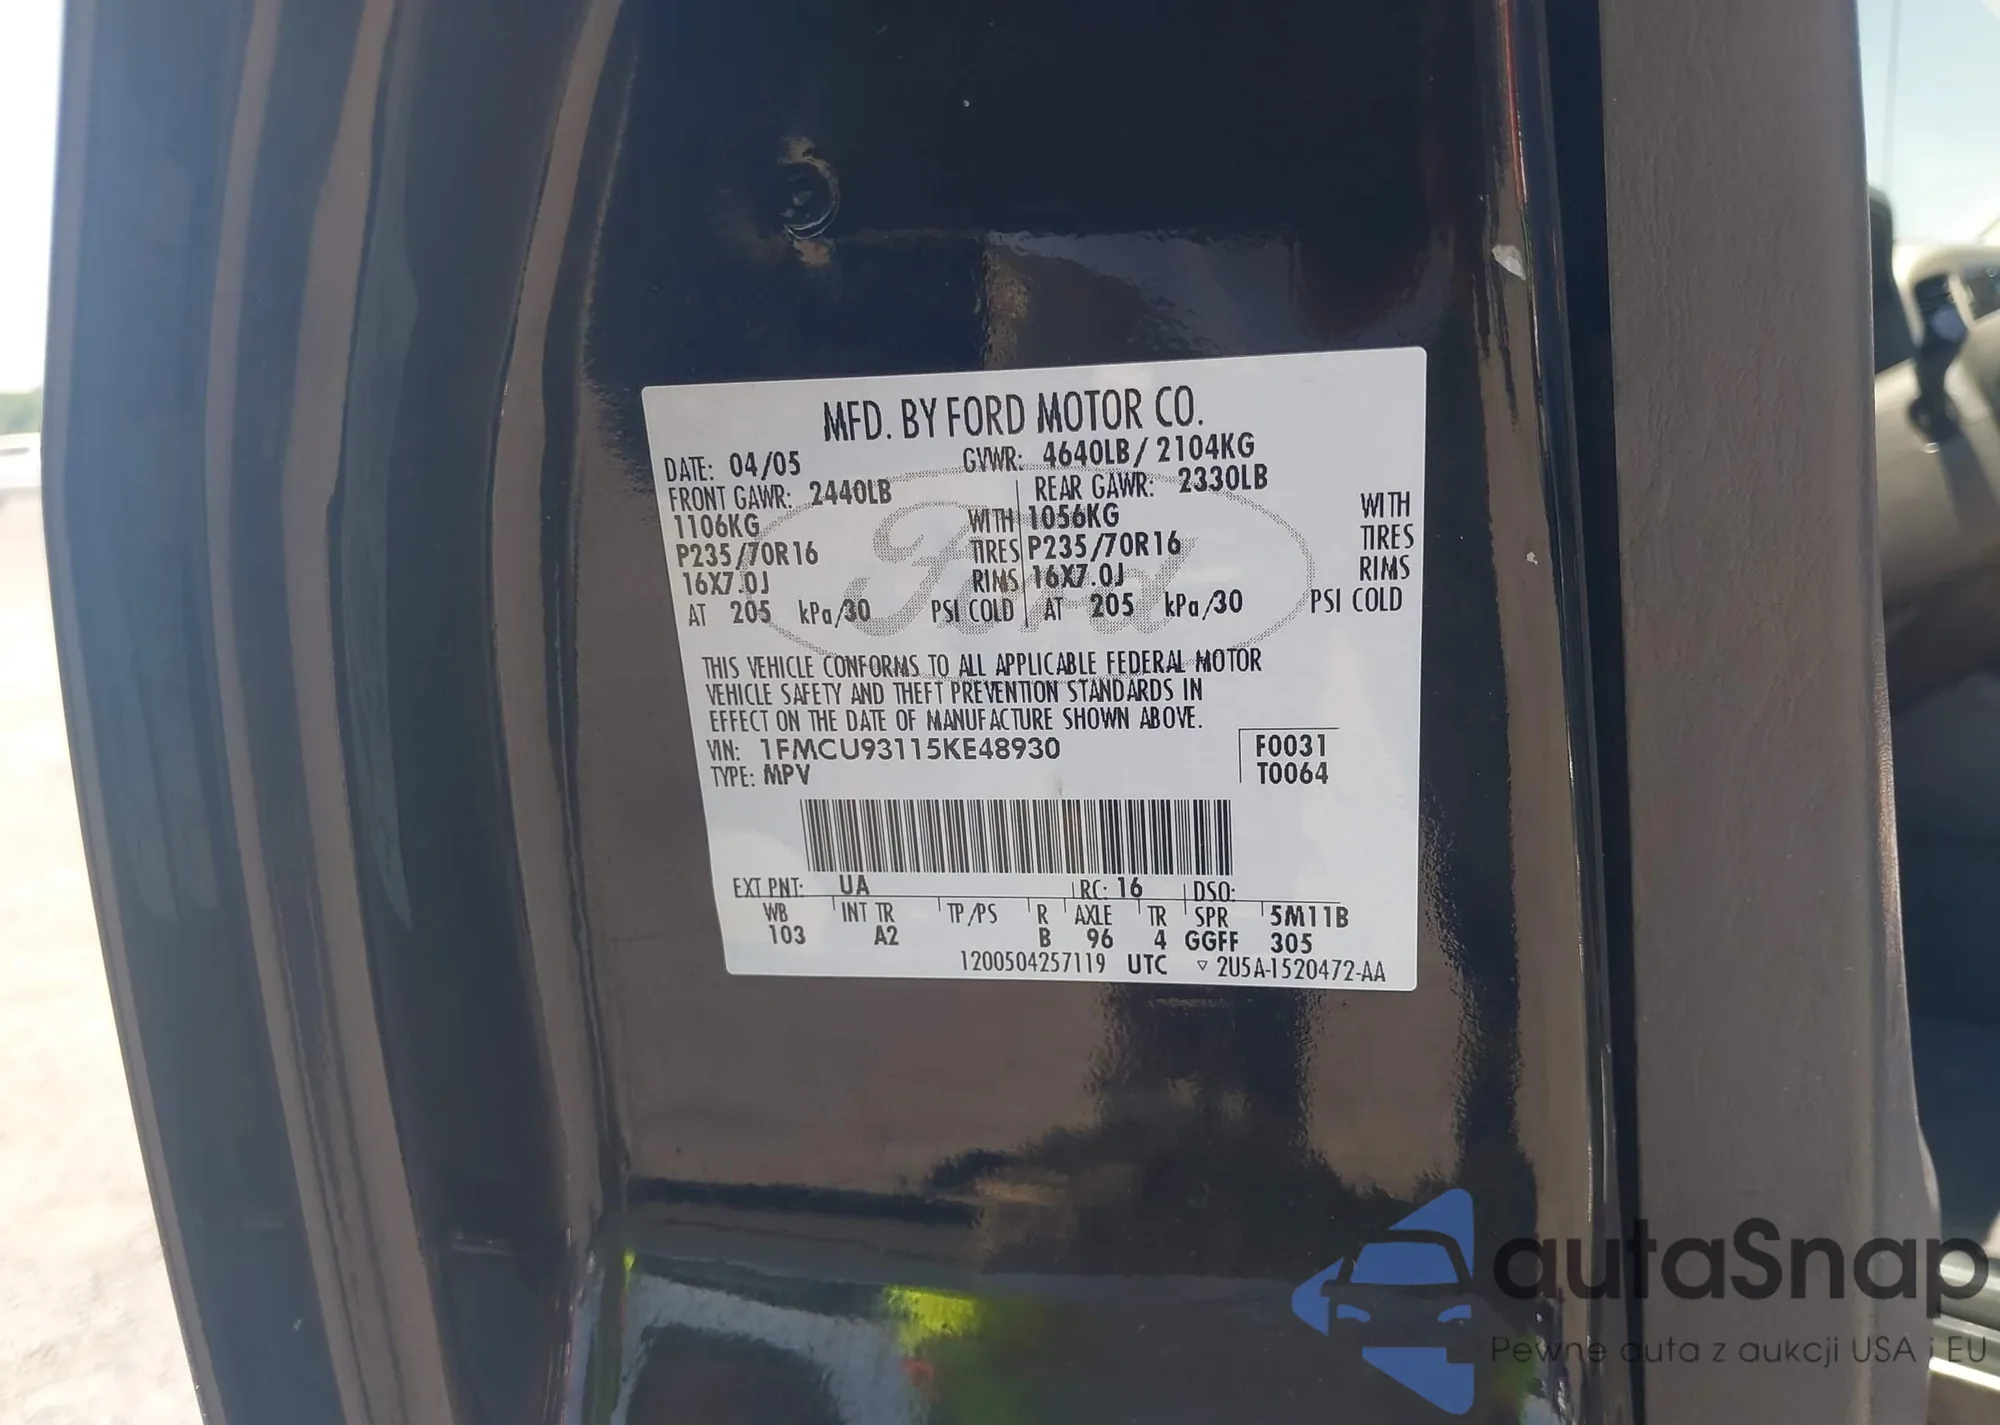 MFD. BY FORD MOTOR CO.
DATE: 04/05 GVWR: 4640LB/ 2104KG
FRONT GAWR: 2440LB REAR GAWR: 2330LB
1106KG WITH 1056KG WITH
P235/70R16 TIRES P235/70R16 TIRES
16X7.0J RIMS 16X7.0J RIMS
AT 205 kPa/30 PSI COLD AT 205 kPa/30 PSI COLD
Ford
THIS VEHICLE CONFORMS TO ALL APPLICABLE FEDERAL MOTOR
VEHICLE SAFETY AND THEFT PREVENTION STANDARDS IN
EFFECT ON THE DATE OF MANUFACTURE SHOWN ABOVE.
VIN: 1FMCU93115KE48930 F0031
TYPE: MPV T0064
EXT PNT: UA RC: 16 DSO:
WB INT TR TP/PS R AXLE TR SPR 5M11B
103 A2 B 96 4 GGFF 305
1200504257119 UTC ▽ 2U5A-1520472-AA
autaSnap
Pewne auta z aukcji USA i EU